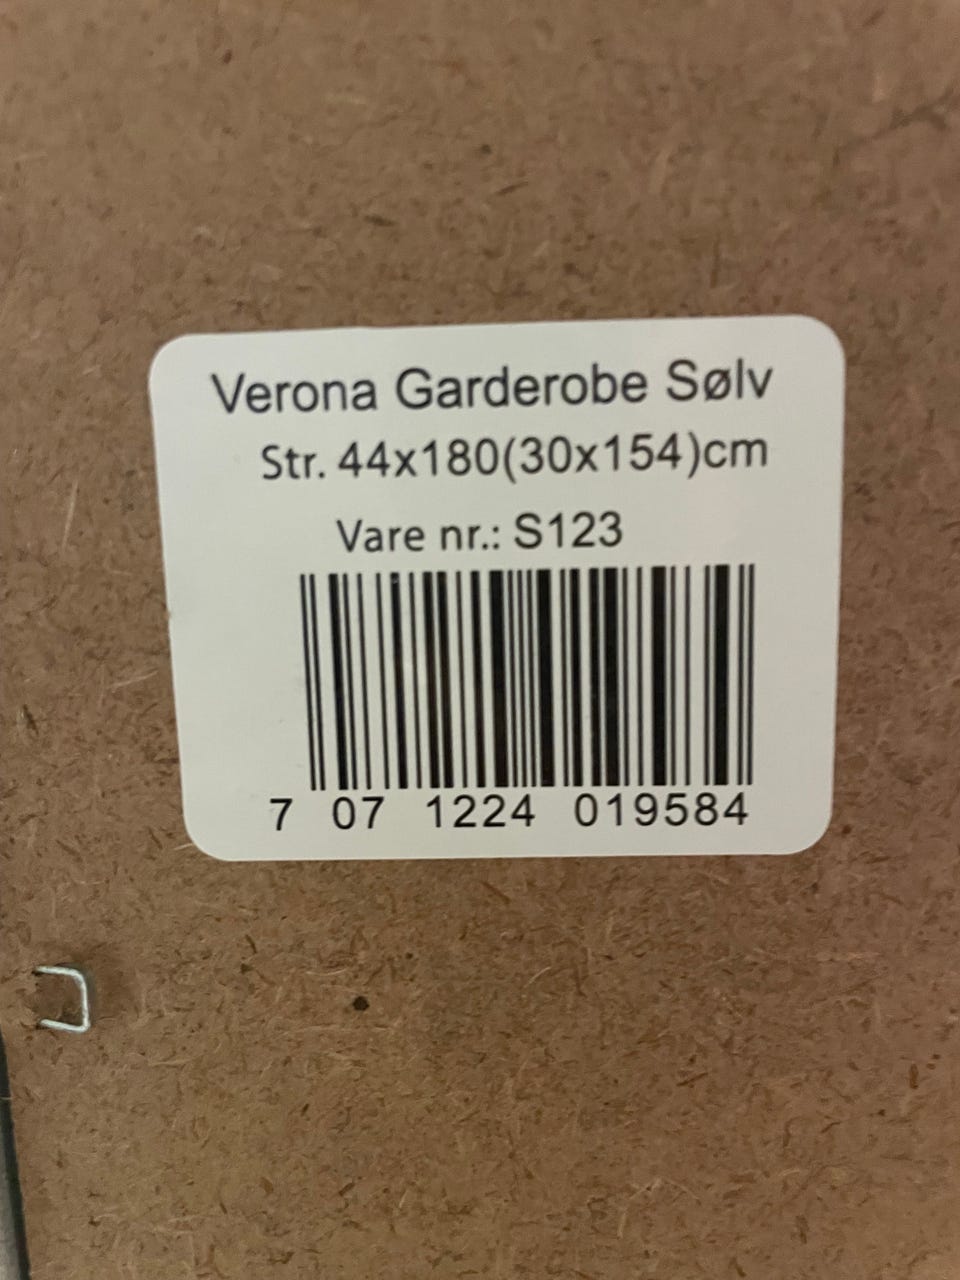 Verona Garderobe Sølv
Str. 44x180(30x154)cm
Vare nr.: S123
7 07 1224 019584